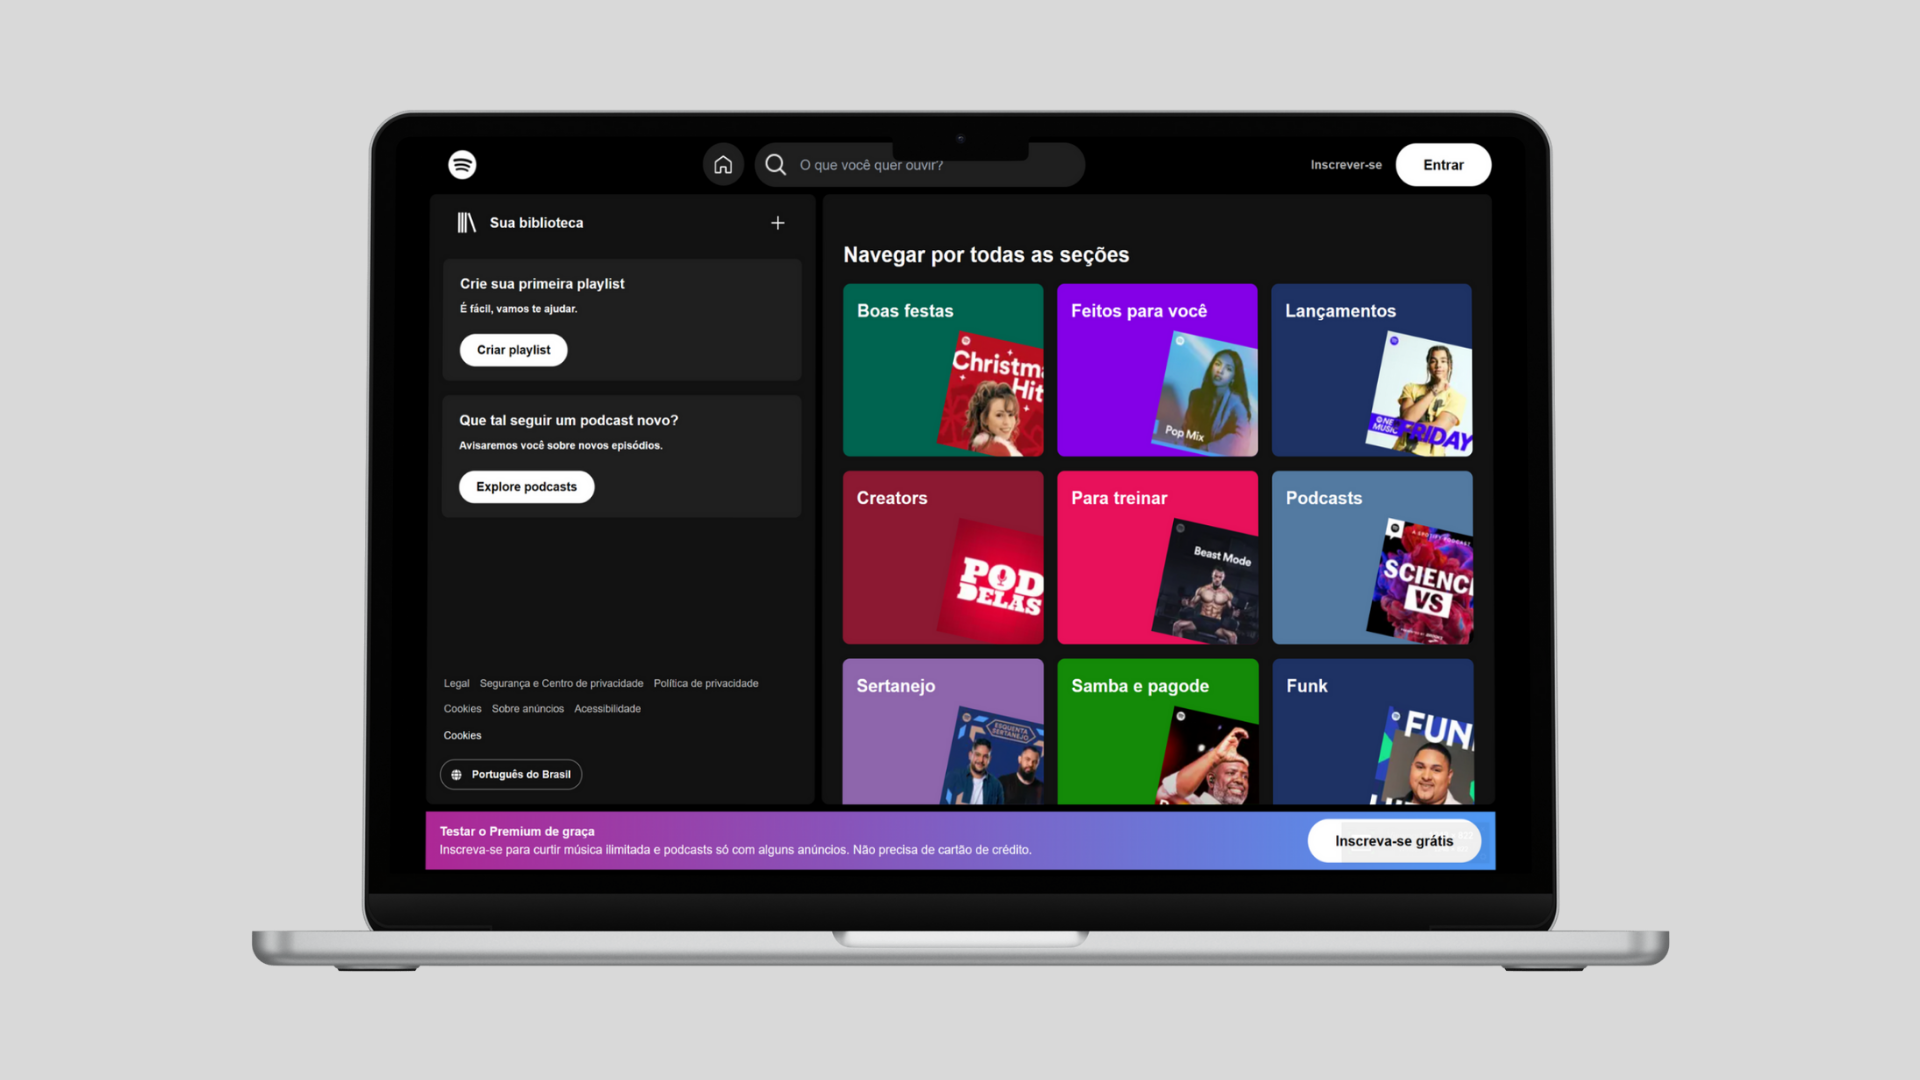 O que você quer ouvir?
Inscrever-se
Entrar
Sua biblioteca
Crie sua primeira playlist
É fácil, vamos te ajudar.
Criar playlist
Que tal seguir um podcast novo?
Avisaremos você sobre novos episódios.
Explore podcasts
Legal Segurança e Centro de privacidade Política de privacidade
Cookies Sobre anúncios Acessibilidade
Cookies
Português do Brasil
Navegar por todas as seções
Boas festas
Christm
Hit
Feitos para você
Pop Mix
Lançamentos
MUSIC
FRIDAY
Creators
POD
DELAS
Para treinar
Beast Mode
Podcasts
A SPOTIFY PODCAST
SCIENC
VS
Sertanejo
ESQUENTA
SERTANEJO
Samba e pagode
Funk
FUN
Testar o Premium de graça
Inscreva-se para curtir música ilimitada e podcasts só com alguns anúncios. Não precisa de cartão de crédito.
Inscreva-se grátis